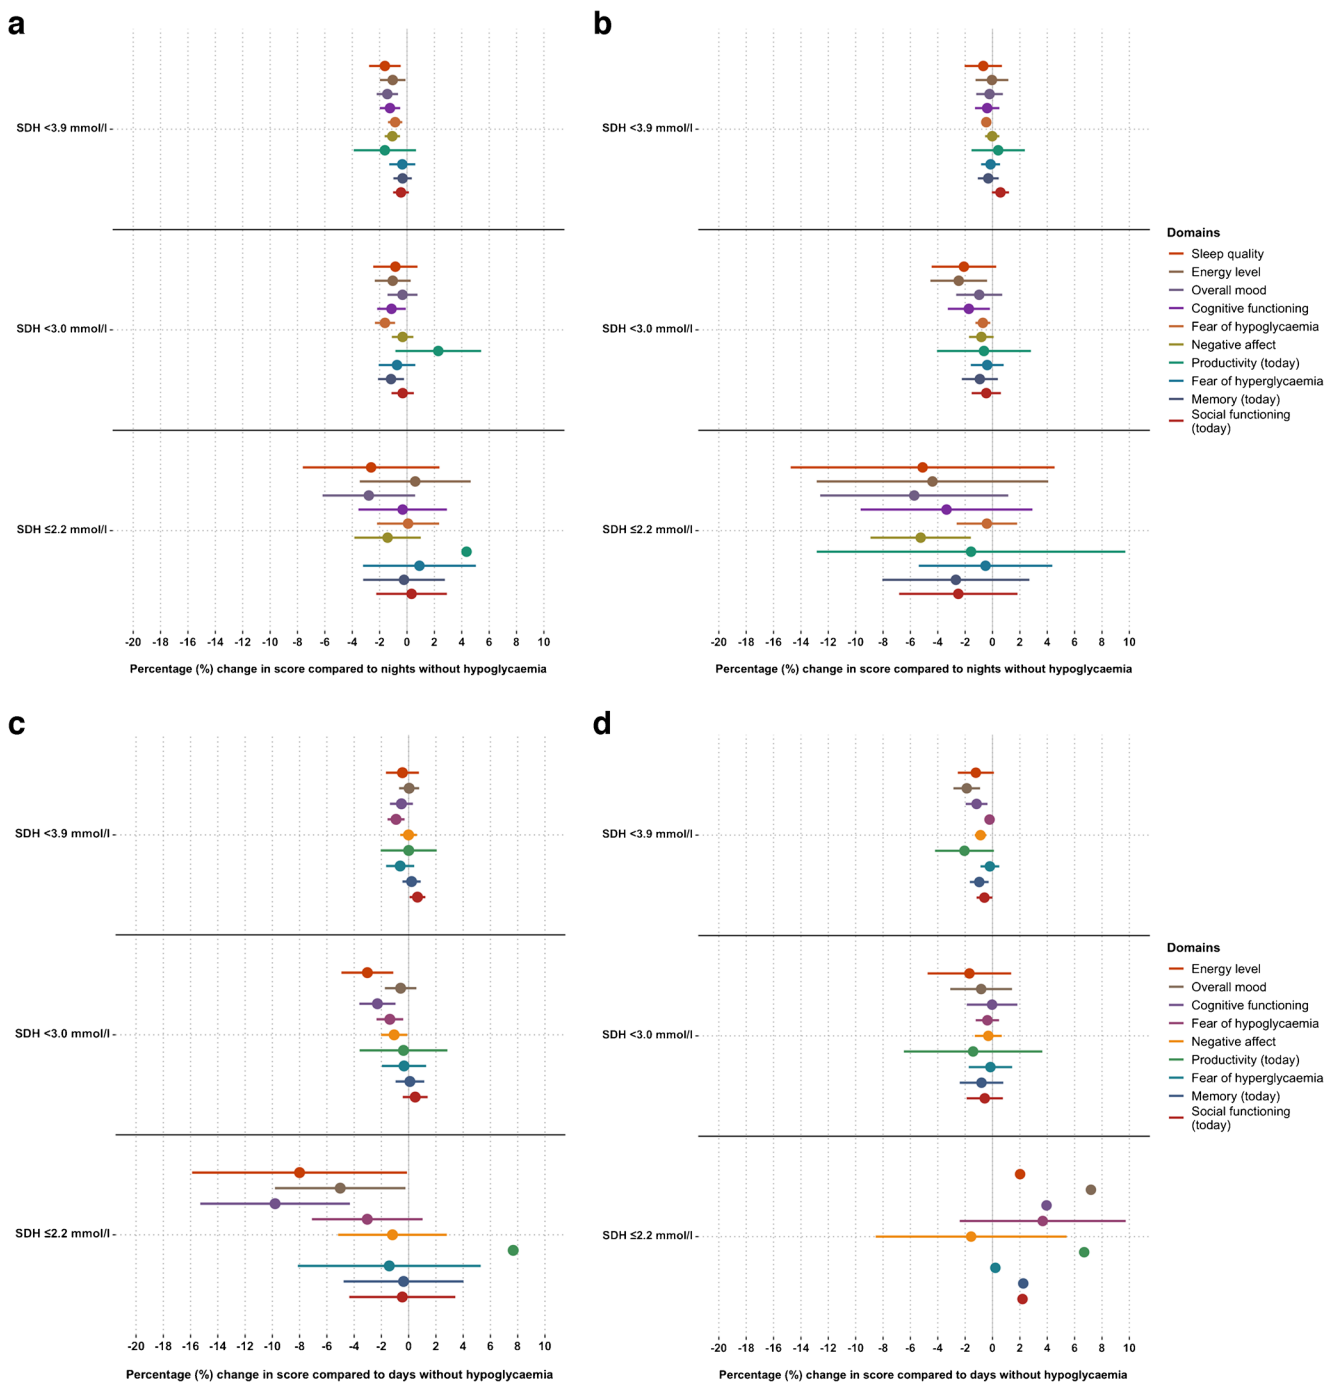 a
SDH <3.9 mmol/l
SDH <3.0 mmol/l
SDH ≤2.2 mmol/l
-20 -18 -16 -14 -12 -10 -8 -6 -4 -2 0 2 4 6 8 10
Percentage (%) change in score compared to nights without hypoglycaemia
b
SDH <3.9 mmol/l
SDH <3.0 mmol/l
SDH ≤2.2 mmol/l
-20 -18 -16 -14 -12 -10 -8 -6 -4 -2 0 2 4 6 8 10
Percentage (%) change in score compared to nights without hypoglycaemia
Domains
Sleep quality
Energy level
Overall mood
Cognitive functioning
Fear of hypoglycaemia
Negative affect
Productivity (today)
Fear of hyperglycaemia
Memory (today)
Social functioning
(today)
c
SDH <3.9 mmol/l
SDH <3.0 mmol/l
SDH ≤2.2 mmol/l
-20 -18 -16 -14 -12 -10 -8 -6 -4 -2 0 2 4 6 8 10
Percentage (%) change in score compared to days without hypoglycaemia
d
SDH <3.9 mmol/l
SDH <3.0 mmol/l
SDH ≤2.2 mmol/l
-20 -18 -16 -14 -12 -10 -8 -6 -4 -2 0 2 4 6 8 10
Percentage (%) change in score compared to days without hypoglycaemia
Domains
Energy level
Overall mood
Cognitive functioning
Fear of hypoglycaemia
Negative affect
Productivity (today)
Fear of hyperglycaemia
Memory (today)
Social functioning
(today)